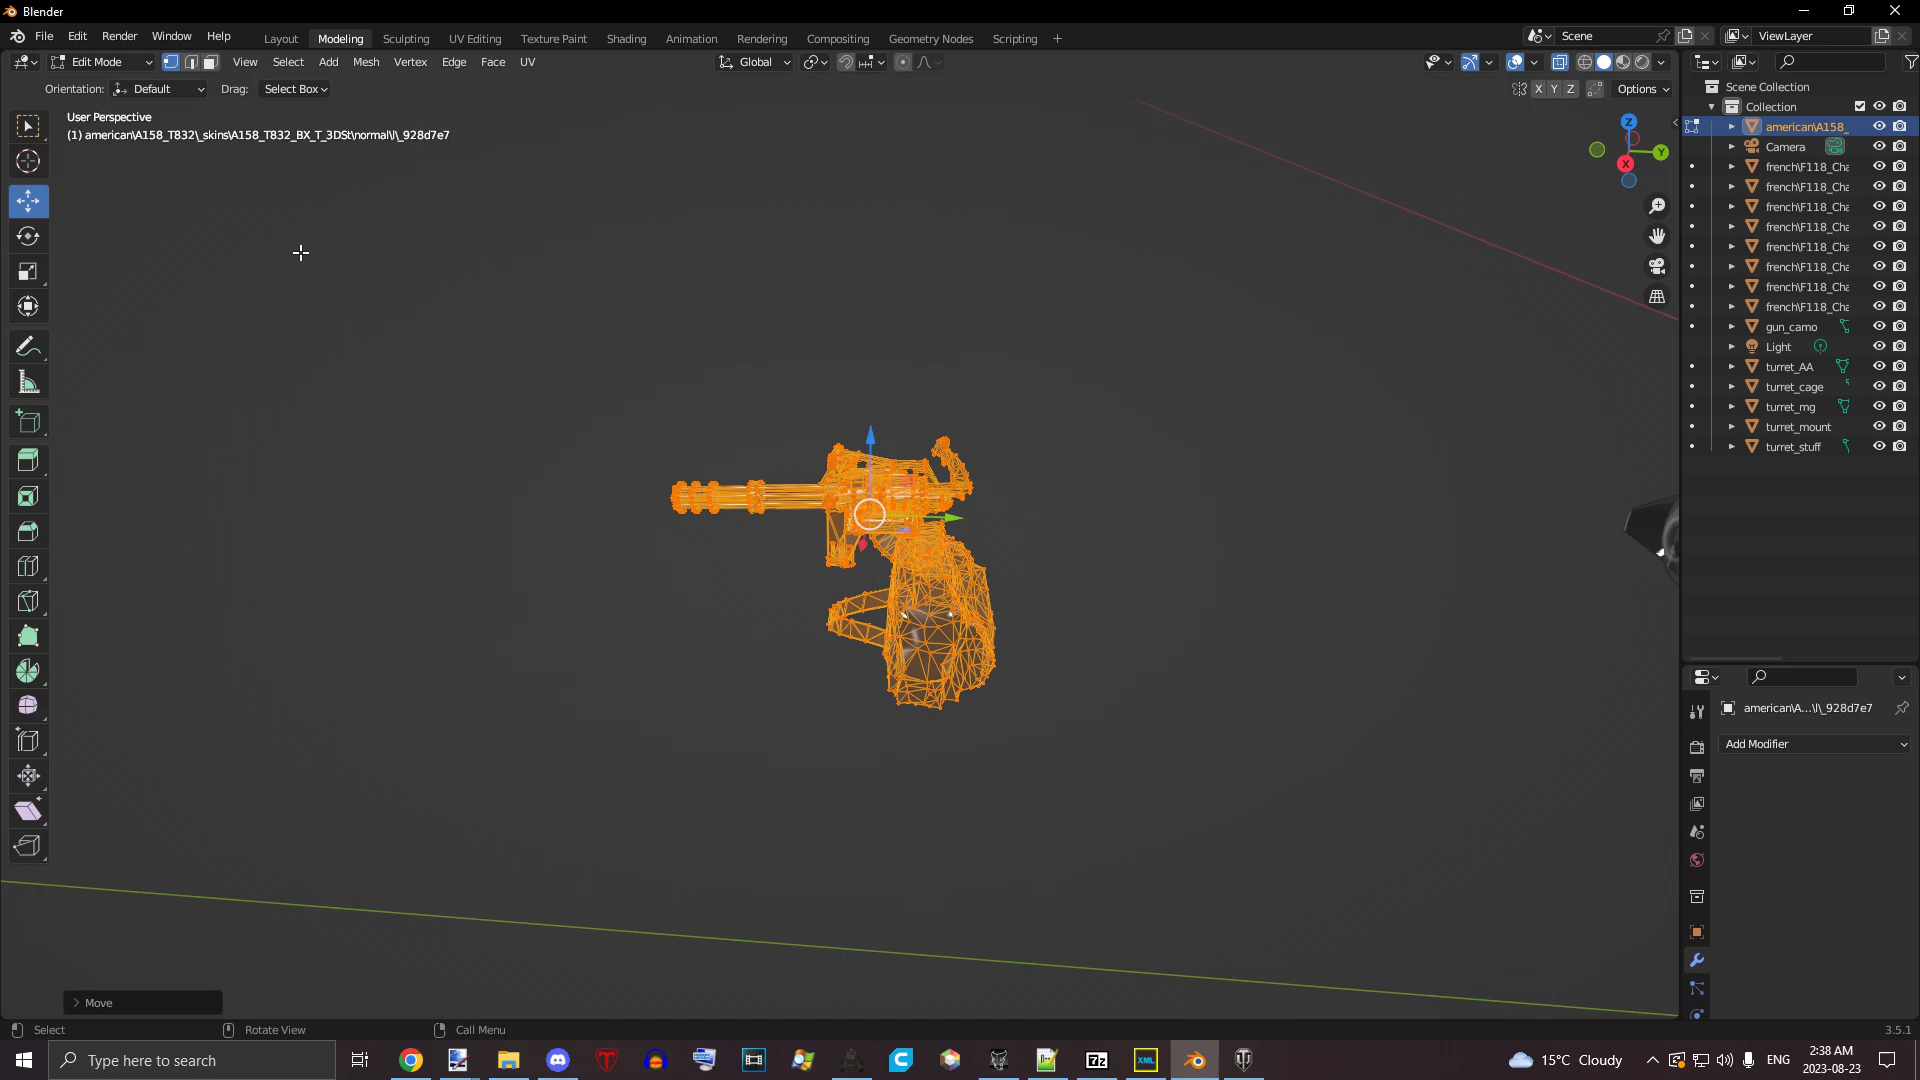 Blender
File Edit Render Window Help
Layout Modeling Sculpting UV Editing Texture Paint Shading Animation Rendering Compositing Geometry Nodes Scripting +
Scene
ViewLayer
Edit Mode View Select Add Mesh Vertex Edge Face UV
Global
Orientation: Default Drag: Select Box
X Y Z Options
User Perspective
(1) american\A158_T832\_skins\A158_T832_BX_T_3DSt\normal\l\_928d7e7
Z
Y
X
Scene Collection
Collection
american\A158_
Camera
french\F118_Cha
french\F118_Cha
french\F118_Cha
french\F118_Cha
french\F118_Cha
french\F118_Cha
french\F118_Cha
french\F118_Cha
gun_camo
Light
turret_AA
turret_cage
turret_mg
turret_mount
turret_stuff
american\A...\l\_928d7e7
Add Modifier
Move
Select Rotate View Call Menu
3.5.1
Type here to search
7z
XML
15°C Cloudy
ENG
2:38 AM
2023-08-23